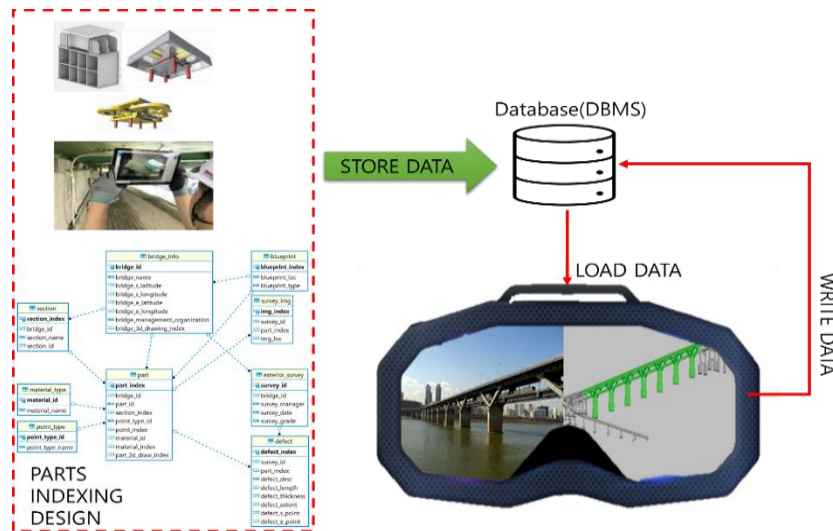 Database(DBMS)
STORE DATA
LOAD DATA
WRITE DATA
bridge_info
bridge_id
bridge_name
bridge_s_latitude
bridge_s_longitude
bridge_e_latitude
bridge_e_longitude
bridge_management_organization
bridge_3d_drawing_index
blueprint
blueprint_index
blueprint_loc
blueprint_type
survey_img
img_index
survey_id
part_index
img_loc
section
section_index
bridge_id
section_name
section_id
part
part_index
bridge_id
part_id
section_index
point_type_id
point_index
material_id
material_index
part_2d_draw_index
exterior_survey
survey_id
bridge_id
survey_manager
survey_date
survey_grade
material_type
material_id
material_name
point_type
point_type_id
point_type_name
defect
defect_index
survey_id
part_index
defect_desc
defect_length
defect_thickness
defect_extent
defect_s_point
defect_e_point
PARTS
INDEXING
DESIGN